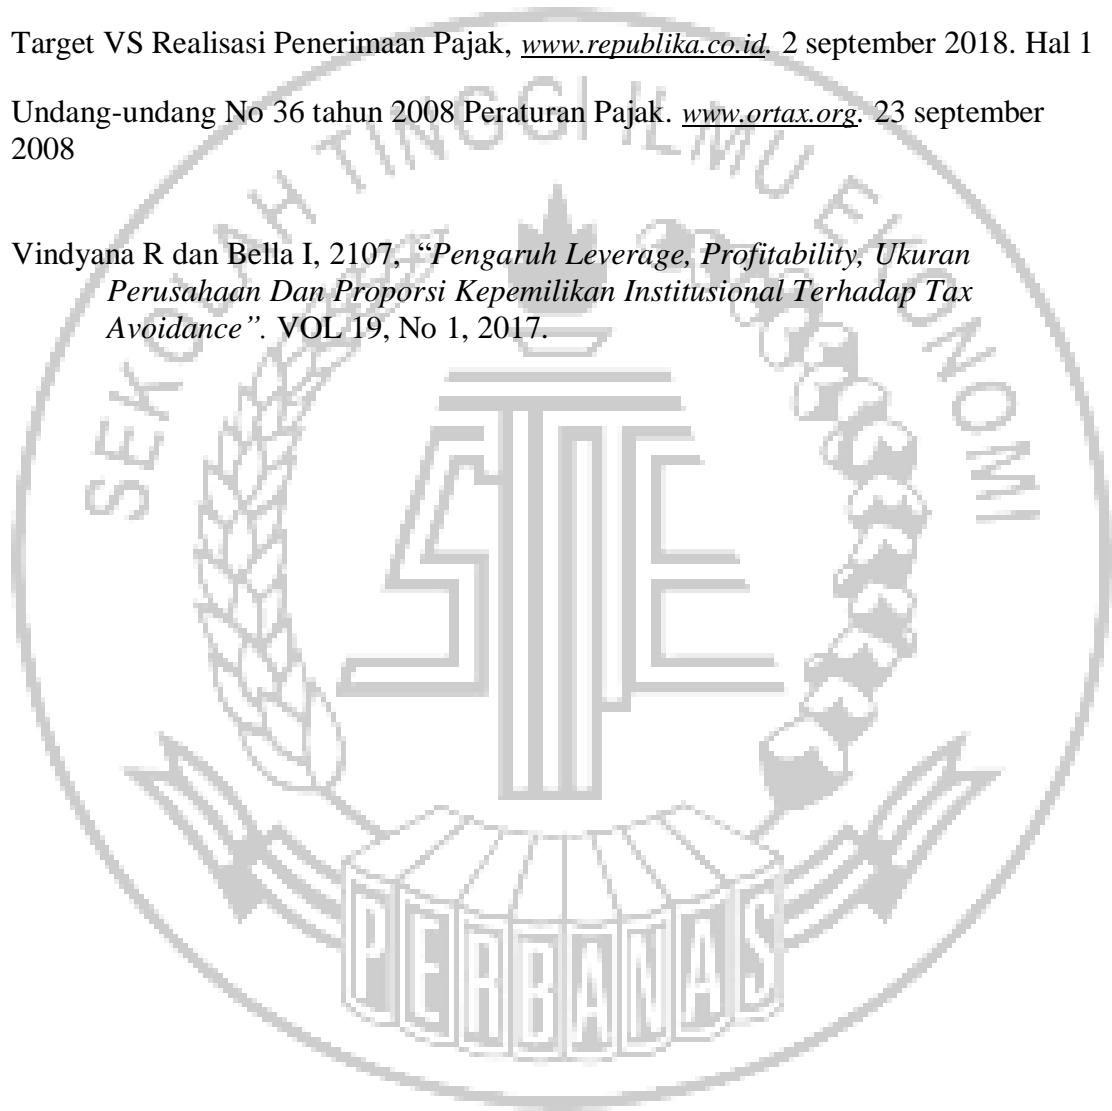 Target VS Realisasi Penerimaan Pajak, www.republika.co.id. 2 september 2018. Hal 1
Undang-undang No 36 tahun 2008 Peraturan Pajak. www.ortax.org. 23 september
2008
Vindyana R dan Bella I, 2107, “Pengaruh Leverage, Profitability, Ukuran
Perusahaan Dan Proporsi Kepemilikan Institusional Terhadap Tax
Avoidance”. VOL 19, No 1, 2017.
SEKOLAH TINGGI ILMU EKONOMI
STIE
PERBANAS